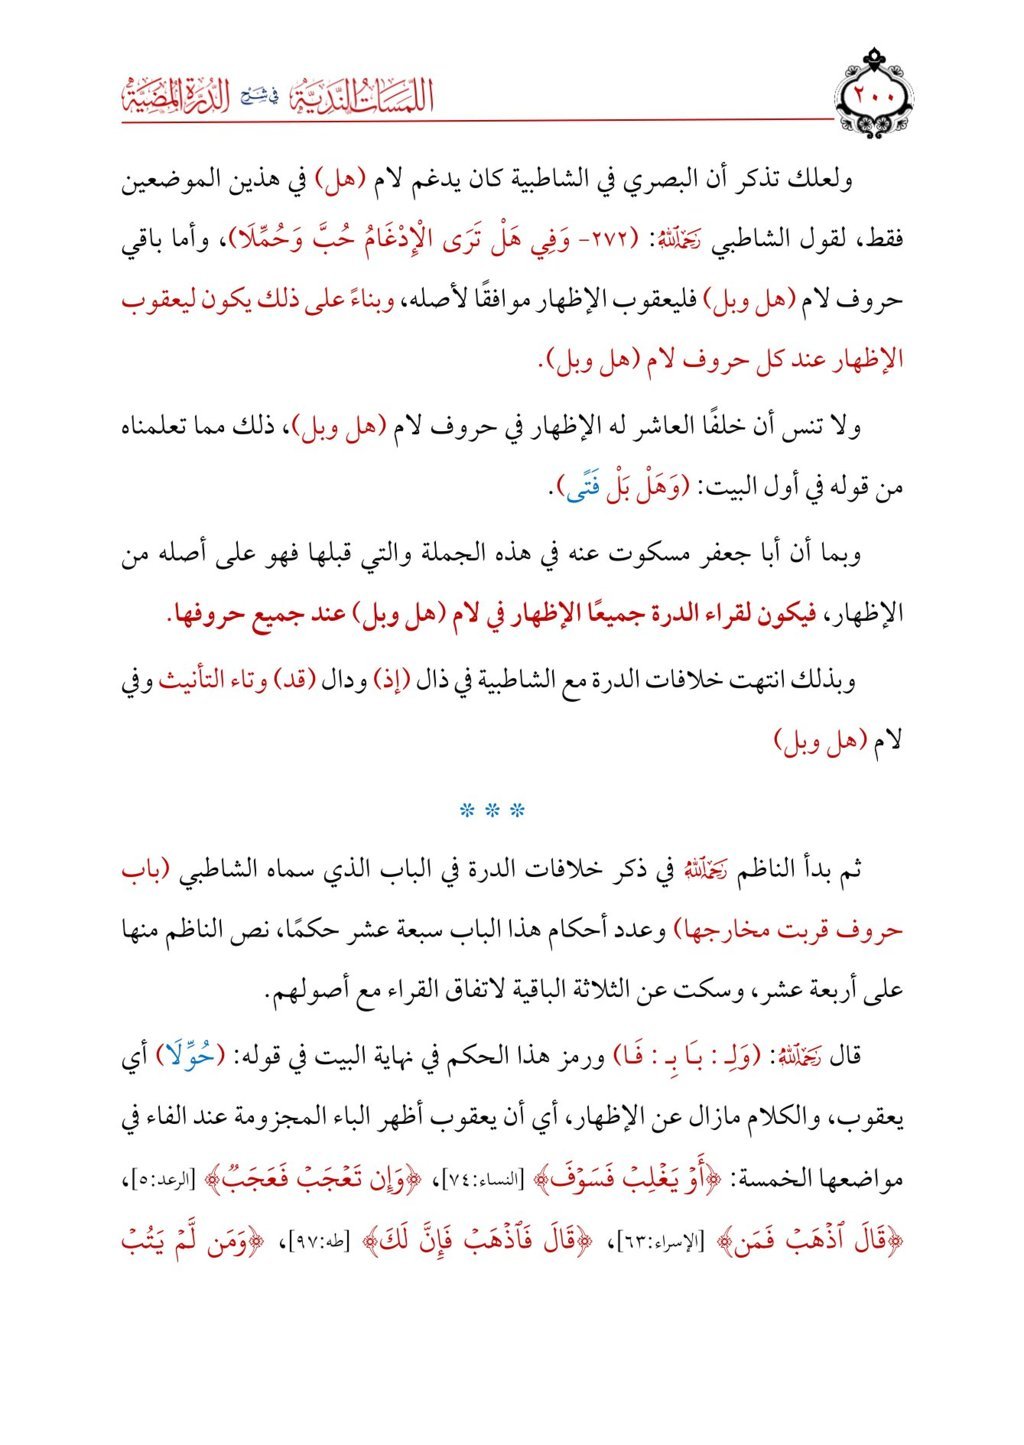 ٢٠٠
اللمسات الندية في شرح الدرة المضية
ولعلك تذكر أن البصري في الشاطبية كان يدغم لام (هل) في هذين الموضعين
فقط، لقول الشاطبي رَحِمَهُ ٱللَّهُ: (٢٧٢- وَفِي هَلْ تَرَى الْإِدْغَامُ حُبَّ وَحُمِّلَا)، وأما باقي
حروف لام (هل وبل) فليعقوب الإظهار موافقًا لأصله، وبناءً على ذلك يكون ليعقوب
الإظهار عند كل حروف لام (هل وبل).
ولا تنس أن خلفًا العاشر له الإظهار في حروف لام (هل وبل)، ذلك مما تعلمناه
من قوله في أول البيت: (وَهَلْ بَلْ فَتًى).
وبما أن أبا جعفر مسكوت عنه في هذه الجملة والتي قبلها فهو على أصله من
الإظهار، فيكون لقراء الدرة جميعًا الإظهار في لام (هل وبل) عند جميع حروفها.
وبذلك انتهت خلافات الدرة مع الشاطبية في ذال (إذ) ودال (قد) وتاء التأنيث وفي
لام (هل وبل)
* * *
ثم بدأ الناظم رَحِمَهُ ٱللَّهُ في ذكر خلافات الدرة في الباب الذي سماه الشاطبي (باب
حروف قربت مخارجها) وعدد أحكام هذا الباب سبعة عشر حكمًا، نص الناظم منها
على أربعة عشر، وسكت عن الثلاثة الباقية لاتفاق القراء مع أصولهم.
قال رَحِمَهُ ٱللَّهُ: (وَلِـ : بَـا بِـ : فَـا) ورمز هذا الحكم في نهاية البيت في قوله: (حُوِّلَا) أي
يعقوب، والكلام مازال عن الإظهار، أي أن يعقوب أظهر الباء المجزومة عند الفاء في
مواضعها الخمسة: ﴿أَوۡ يَغۡلِبۡ فَسَوۡفَ﴾ [النساء:٧٤]، ﴿وَإِن تَعۡجَبۡ فَعَجَبٞ﴾ [الرعد:٥]،
﴿قَالَ ٱذۡهَبۡ فَمَن﴾ [الإسراء:٦٣]، ﴿قَالَ فَٱذۡهَبۡ فَإِنَّ لَكَ﴾ [طه:٩٧]، ﴿وَمَن لَّمۡ يَتُبۡ